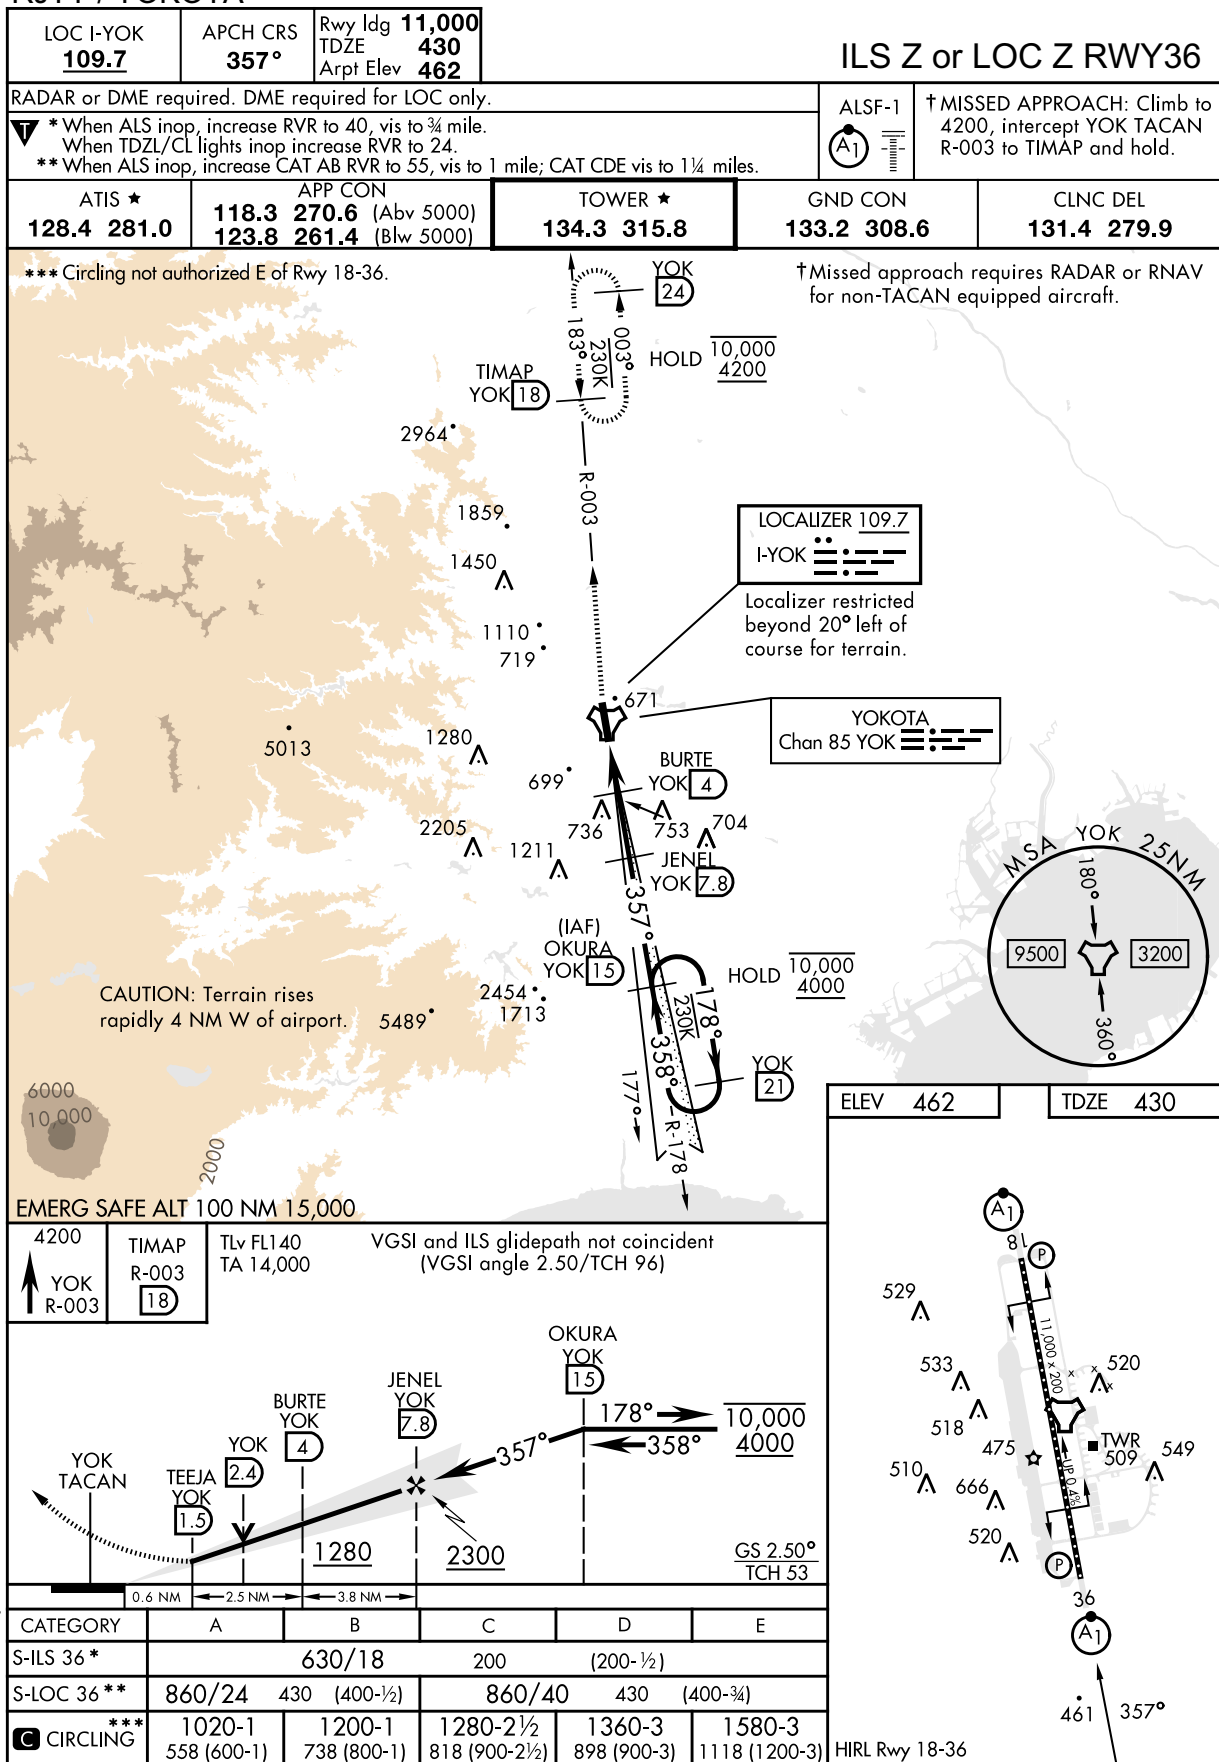 LOC I-YOK
109.7
APCH CRS
357°
Rwy ldg 11,000
TDZE 430
Arpt Elev 462
ILS Z or LOC Z RWY36
RADAR or DME required. DME required for LOC only.
T
* When ALS inop, increase RVR to 40, vis to ¾ mile.
When TDZL/CL lights inop increase RVR to 24.
** When ALS inop, increase CAT AB RVR to 55, vis to 1 mile; CAT CDE vis to 1¼ miles.
ALSF-1
A1
† MISSED APPROACH: Climb to
4200, intercept YOK TACAN
R-003 to TIMAP and hold.
ATIS ★
128.4 281.0
APP CON
118.3 270.6 (Abv 5000)
123.8 261.4 (Blw 5000)
TOWER ★
134.3 315.8
GND CON
133.2 308.6
CLNC DEL
131.4 279.9
*** Circling not authorized E of Rwy 18-36.
† Missed approach requires RADAR or RNAV
for non-TACAN equipped aircraft.
YOK
24
183°
003°
230K
HOLD
10,000
4200
TIMAP
YOK 18
2964
R-003
1859
1450
1110
719
LOCALIZER 109.7
I-YOK
Localizer restricted
beyond 20° left of
course for terrain.
671
YOKOTA
Chan 85 YOK
5013
1280
699
BURTE
YOK 4
736
753
704
2205
1211
JENEL
YOK 7.8
357°
(IAF)
OKURA
YOK 15
HOLD
10,000
4000
178°
230K
358°
YOK
21
177°
R-178
2454
1713
5489
CAUTION: Terrain rises
rapidly 4 NM W of airport.
6000
10,000
2000
MSA YOK 25NM
180°
9500
3200
360°
EMERG SAFE ALT 100 NM 15,000
ELEV 462
TDZE 430
4200
YOK
R-003
TIMAP
R-003
18
TLv FL140
TA 14,000
VGSI and ILS glidepath not coincident
(VGSI angle 2.50/TCH 96)
OKURA
YOK
15
JENEL
YOK
7.8
BURTE
YOK
4
YOK
2.4
TEEJA
YOK
1.5
YOK
TACAN
178°
358°
10,000
4000
357°
1280
2300
GS 2.50°
TCH 53
0.6 NM
2.5 NM
3.8 NM
A1
18
P
529
11,000 x 200
533
520
518
475
TWR
509
549
510
666
UP 0.4%
520
P
36
A1
461
357°
HIRL Rwy 18-36
CATEGORY A B C D E
S-ILS 36 * 630/18 200 (200-½)
S-LOC 36 ** 860/24 430 (400-½) 860/40 430 (400-¾)
C CIRCLING *** 1020-1 1200-1 1280-2½ 1360-3 1580-3
558 (600-1) 738 (800-1) 818 (900-2½) 898 (900-3) 1118 (1200-3)